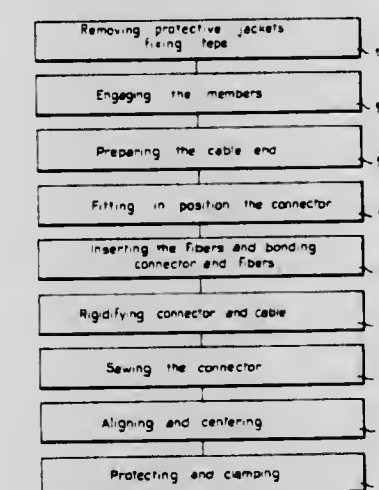 Removing protective jackets
fixing tape
Engaging the members
Preparing the cable end
Fitting in position the connector
Inserting the fibers and bonding
connector and fibers
Rigidifying connector and cable
Sawing the connector
Aligning and centering
Protecting and clamping